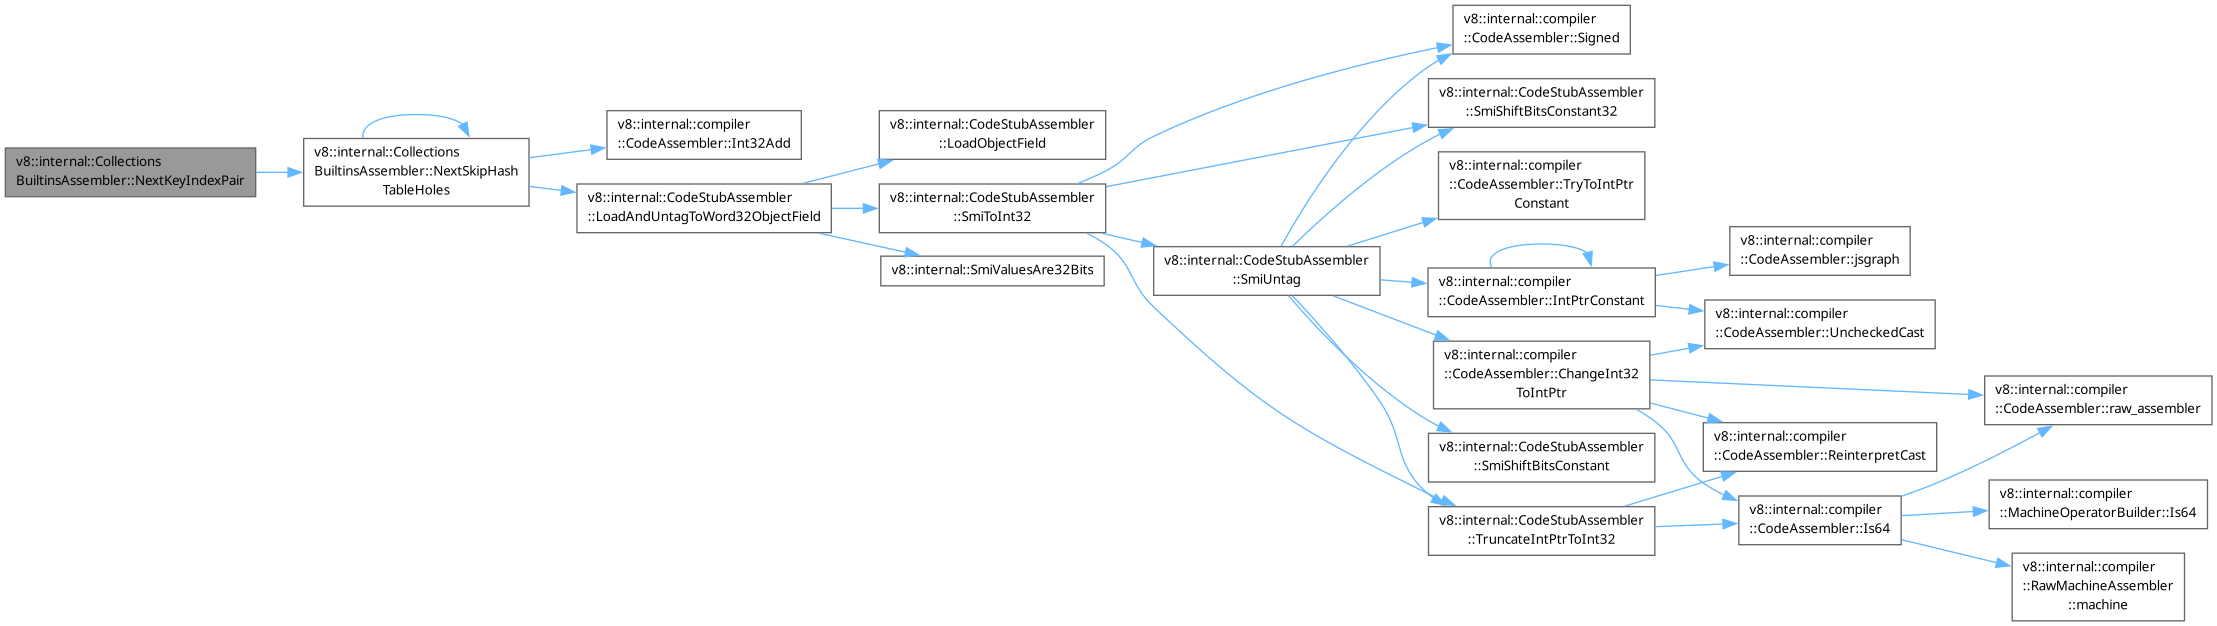 v8::internal::Collections
BuiltinsAssembler::NextKeyIndexPair
v8::internal::Collections
BuiltinsAssembler::NextSkipHash
TableHoles
v8::internal::compiler
::CodeAssembler::Int32Add
v8::internal::CodeStubAssembler
::LoadAndUntagToWord32ObjectField
v8::internal::CodeStubAssembler
::LoadObjectField
v8::internal::CodeStubAssembler
::SmiToInt32
v8::internal::SmiValuesAre32Bits
v8::internal::CodeStubAssembler
::SmiUntag
v8::internal::compiler
::CodeAssembler::Signed
v8::internal::CodeStubAssembler
::SmiShiftBitsConstant32
v8::internal::compiler
::CodeAssembler::TryToIntPtr
Constant
v8::internal::compiler
::CodeAssembler::IntPtrConstant
v8::internal::compiler
::CodeAssembler::ChangeInt32
ToIntPtr
v8::internal::CodeStubAssembler
::SmiShiftBitsConstant
v8::internal::CodeStubAssembler
::TruncateIntPtrToInt32
v8::internal::compiler
::CodeAssembler::jsgraph
v8::internal::compiler
::CodeAssembler::UncheckedCast
v8::internal::compiler
::CodeAssembler::ReinterpretCast
v8::internal::compiler
::CodeAssembler::Is64
v8::internal::compiler
::CodeAssembler::raw_assembler
v8::internal::compiler
::MachineOperatorBuilder::Is64
v8::internal::compiler
::RawMachineAssembler
::machine